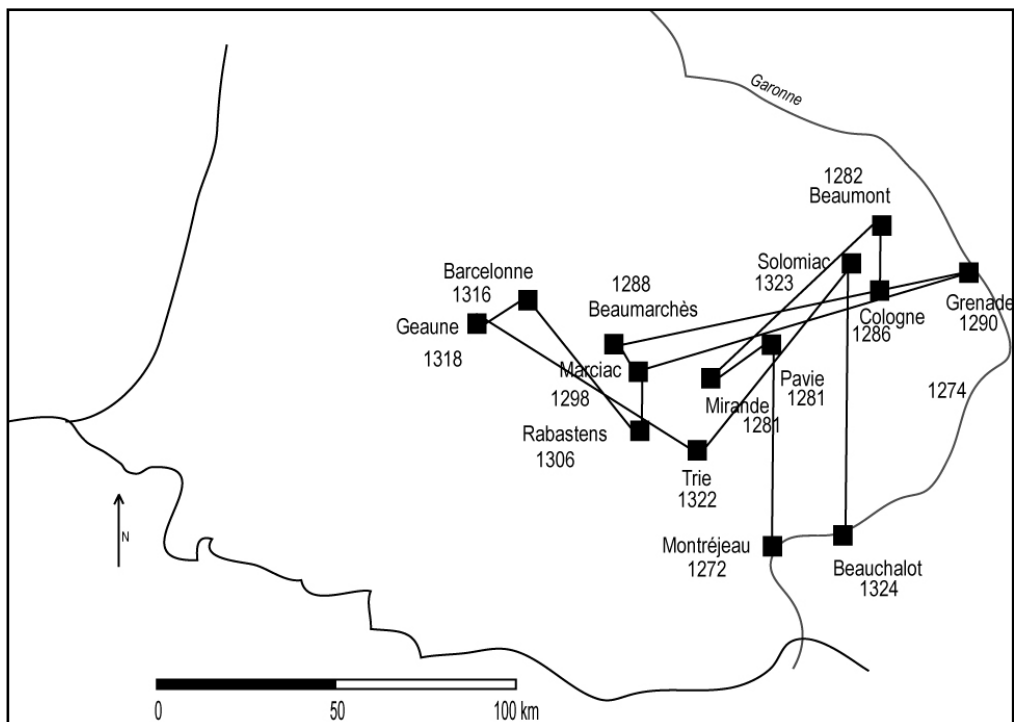 Garonne
1282
Beaumont
Solomiac
1323
Barcelonne
1316
1288
Beaumarchès
Geaune
1318
Cologne
1286
Grenade
1290
Marciac
1298
Pavie
1281
Mirande
1281
1274
Rabastens
1306
Trie
1322
Montréjeau
1272
Beauchalot
1324
N
0 50 100 km